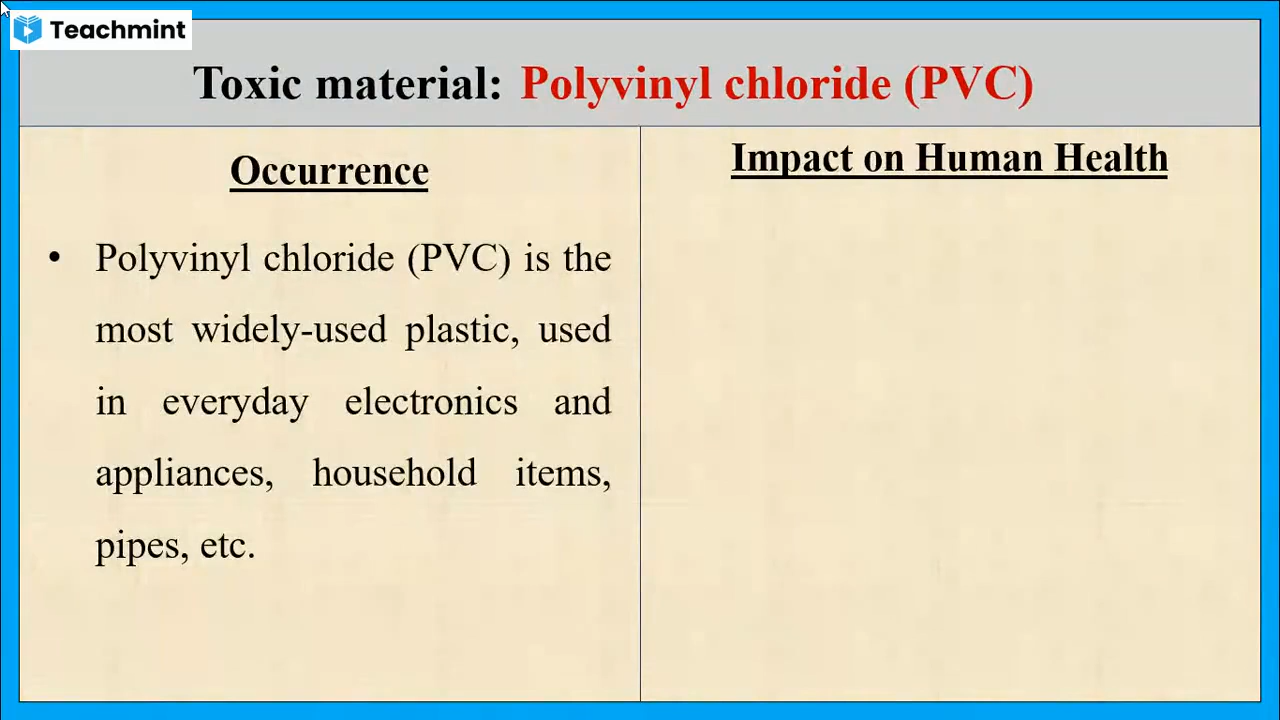 Teachmint
Toxic material: Polyvinyl chloride (PVC)
Occurrence
• Polyvinyl chloride (PVC) is the
most widely-used plastic, used
in everyday electronics and
appliances, household items,
pipes, etc.
Impact on Human Health